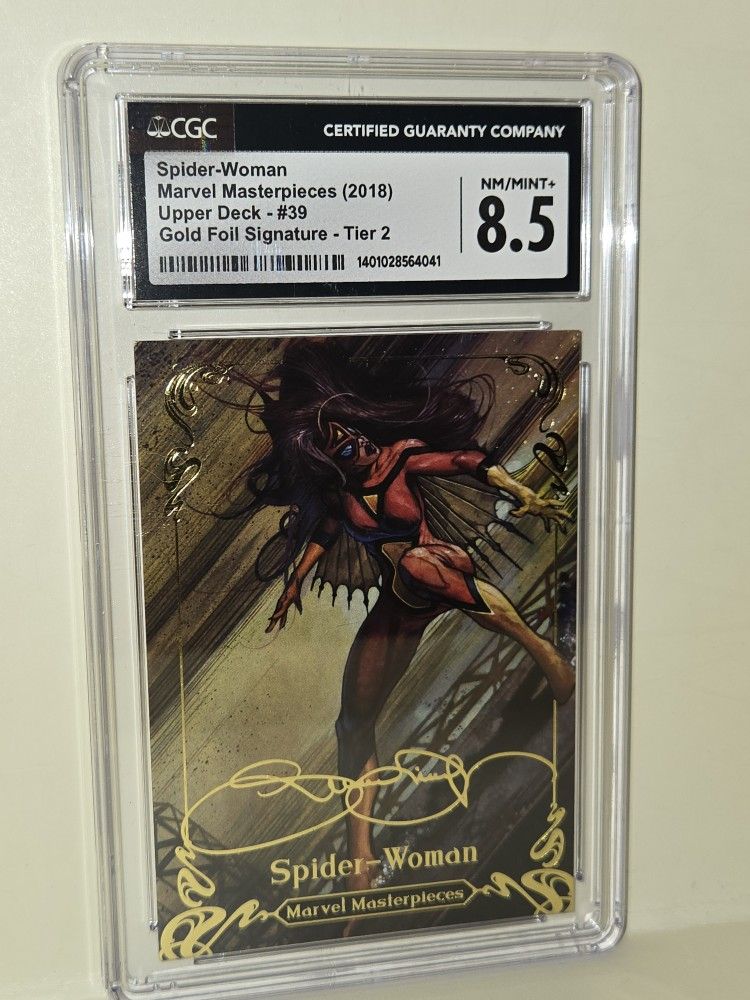 CGC
CERTIFIED GUARANTY COMPANY
Spider-Woman
Marvel Masterpieces (2018)
Upper Deck - #39
Gold Foil Signature - Tier 2
1401028564041
NM/MINT+
8.5
Spider-Woman
Marvel Masterpieces